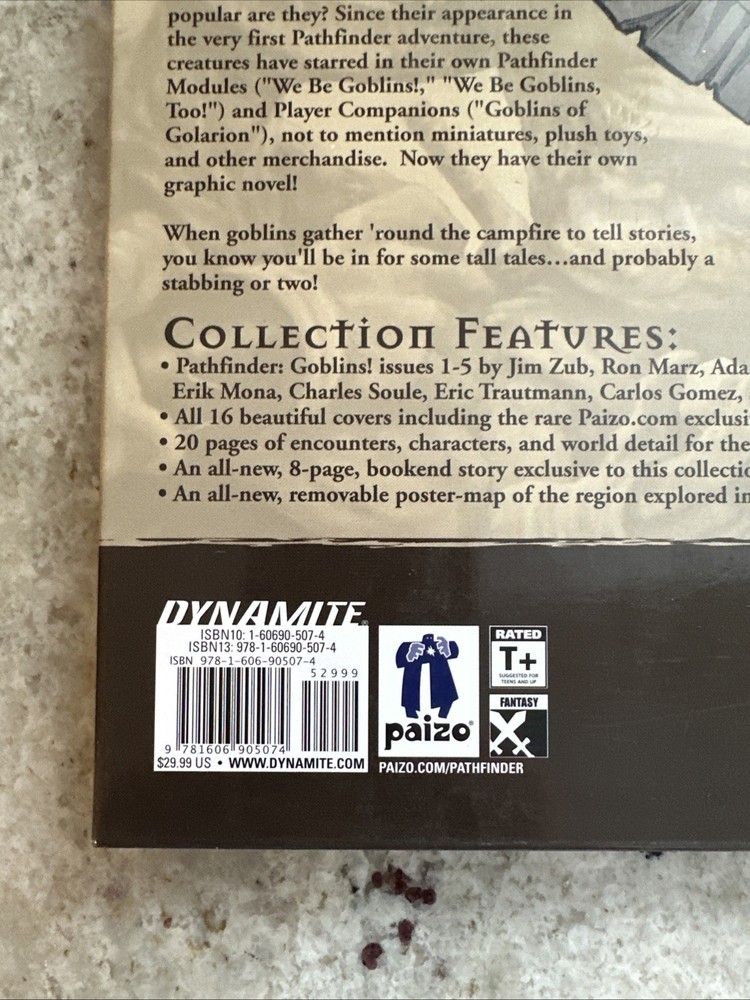 popular are they? Since their appearance in
the very first Pathfinder adventure, these
creatures have starred in their own Pathfinder
Modules ("We Be Goblins!," "We Be Goblins,
Too!") and Player Companions ("Goblins of
Golarion"), not to mention miniatures, plush toys,
and other merchandise. Now they have their own
graphic novel!
When goblins gather 'round the campfire to tell stories,
you know you'll be in for some tall tales...and probably a
stabbing or two!
Collection Features:
• Pathfinder: Goblins! issues 1-5 by Jim Zub, Ron Marz, Ada
Erik Mona, Charles Soule, Eric Trautmann, Carlos Gomez,
• All 16 beautiful covers including the rare Paizo.com exclusi
• 20 pages of encounters, characters, and world detail for the
• An all-new, 8-page, bookend story exclusive to this collectio
• An all-new, removable poster-map of the region explored in
DYNAMITE®
ISBN10: 1-60690-507-4
ISBN13: 978-1-60690-507-4
ISBN 978-1-606-90507-4
52999
9 781606 905074
$29.99 US • WWW.DYNAMITE.COM
paizo®
PAIZO.COM/PATHFINDER
RATED
T+
SUGGESTED FOR
TEENS AND UP
FANTASY